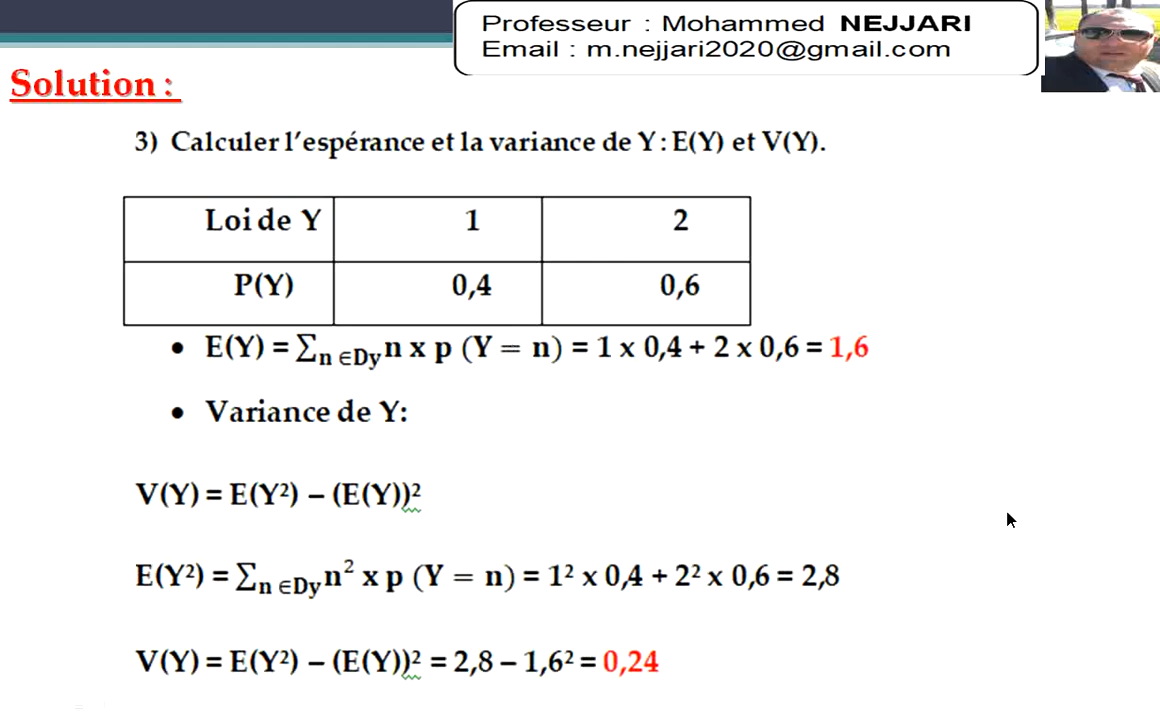 Professeur : Mohammed NEJJARI
Email : m.nejjari2020@gmail.com
Solution :
3) Calculer l'espérance et la variance de Y : E(Y) et V(Y).
Loi de Y 1 2
P(Y) 0,4 0,6
• E(Y) = ∑n ∈Dy n x p (Y = n) = 1 x 0,4 + 2 x 0,6 = 1,6
• Variance de Y:
V(Y) = E(Y²) – (E(Y))²
E(Y²) = ∑n ∈Dy n² x p (Y = n) = 1² x 0,4 + 2² x 0,6 = 2,8
V(Y) = E(Y²) – (E(Y))² = 2,8 – 1,6² = 0,24